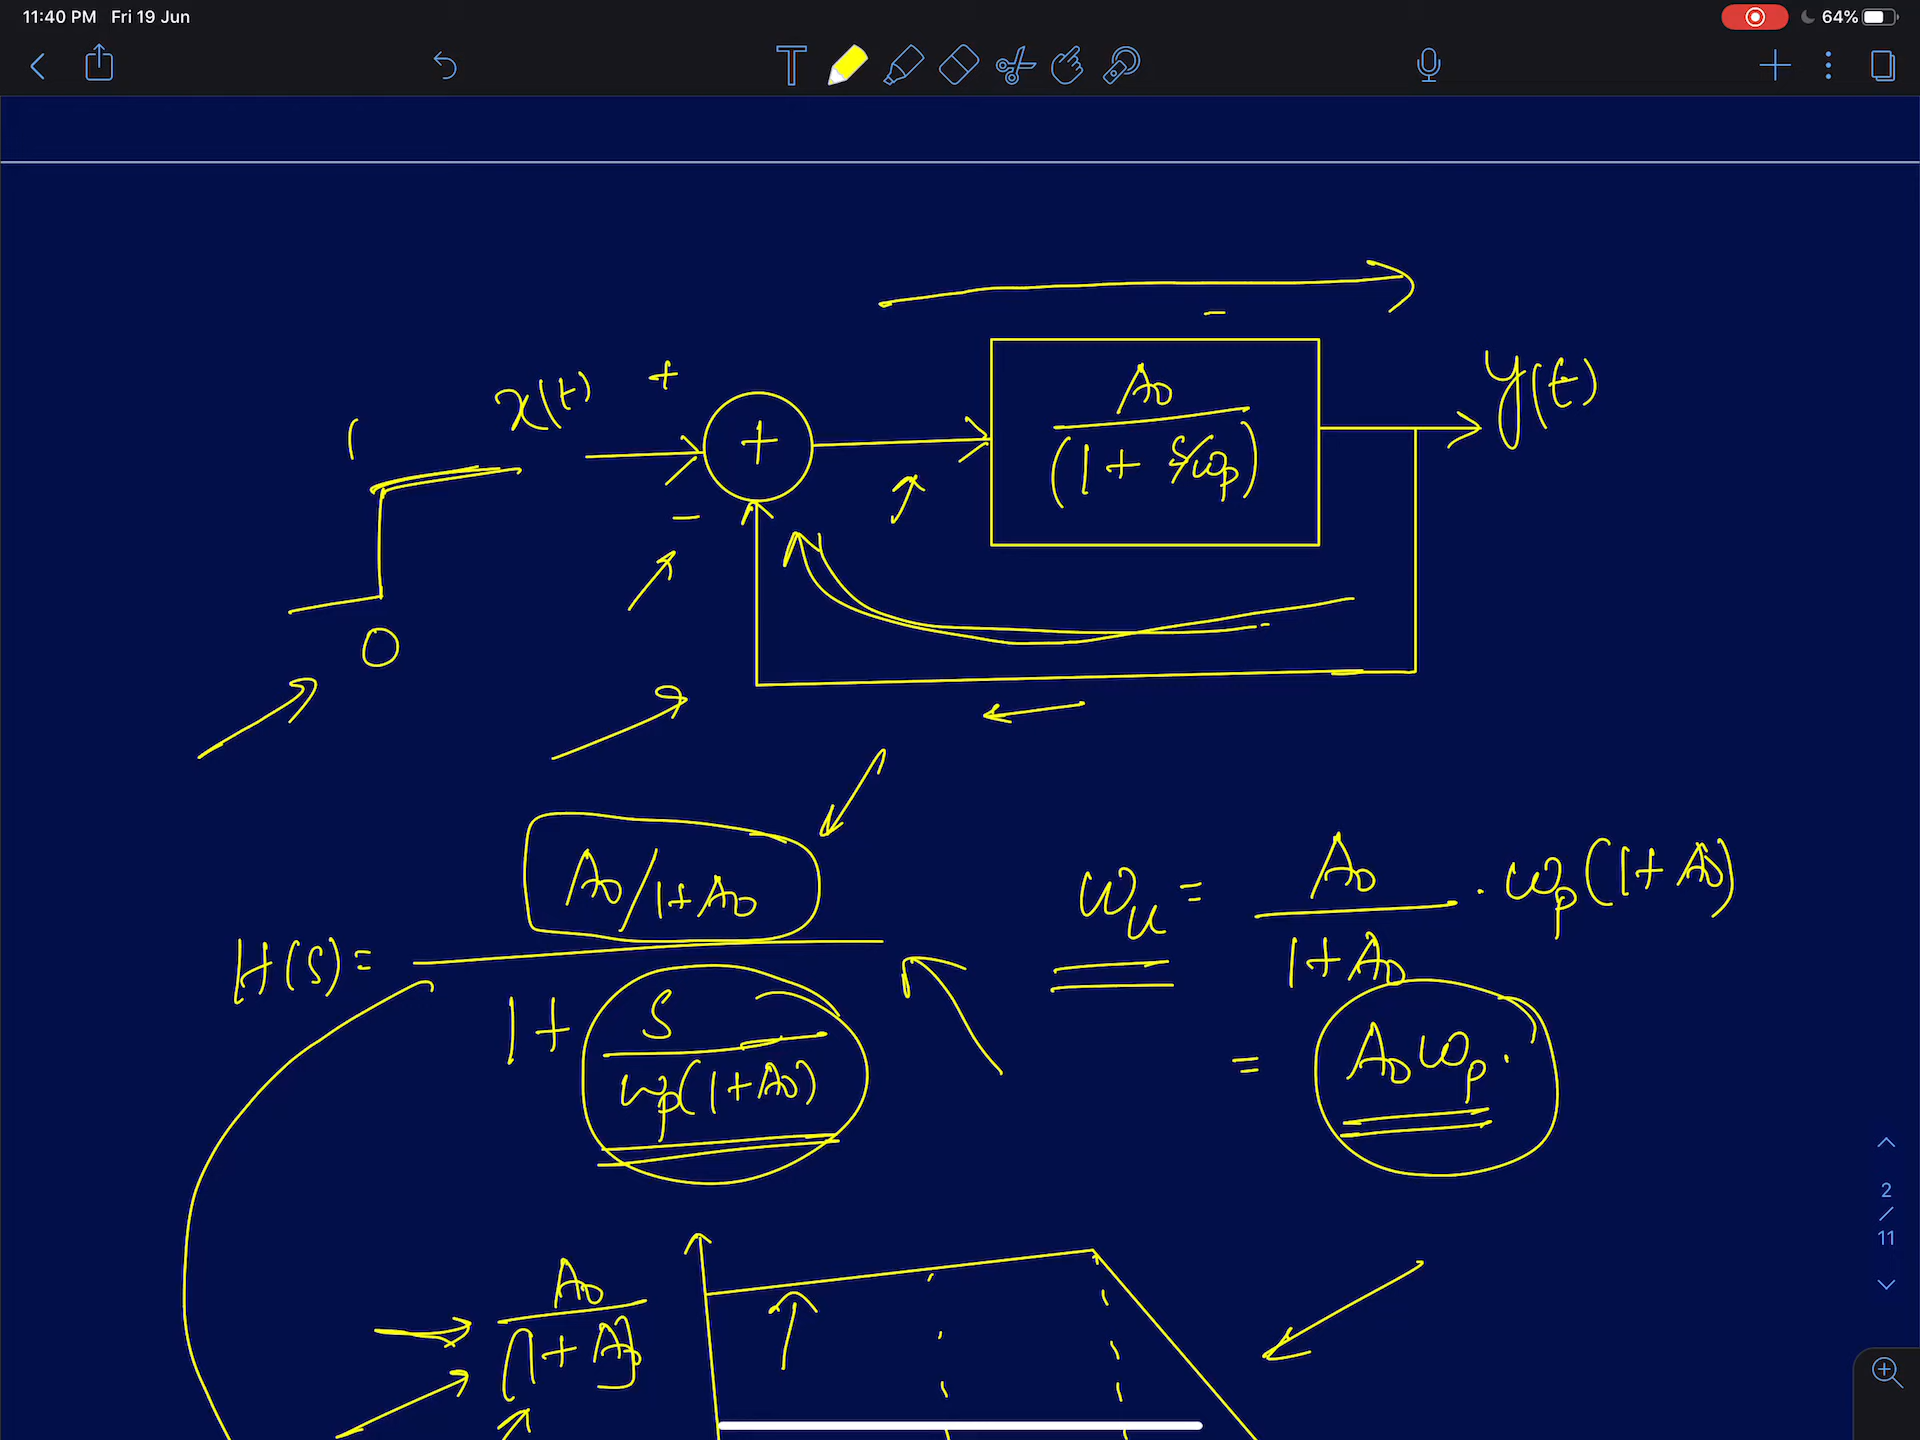 11:40 PM Fri 19 Jun
64%
T
x(t) +
1
+
A₀
(1 + s/ωp)
y(t)
-
-
0
A₀/1+A₀
H(s)=
1 + s
ωp(1+A₀)
ωu = A₀ . ωp(1+A₀)
1+A₀
= A₀ωp.
2
/
11
A₀
(1+A₀)